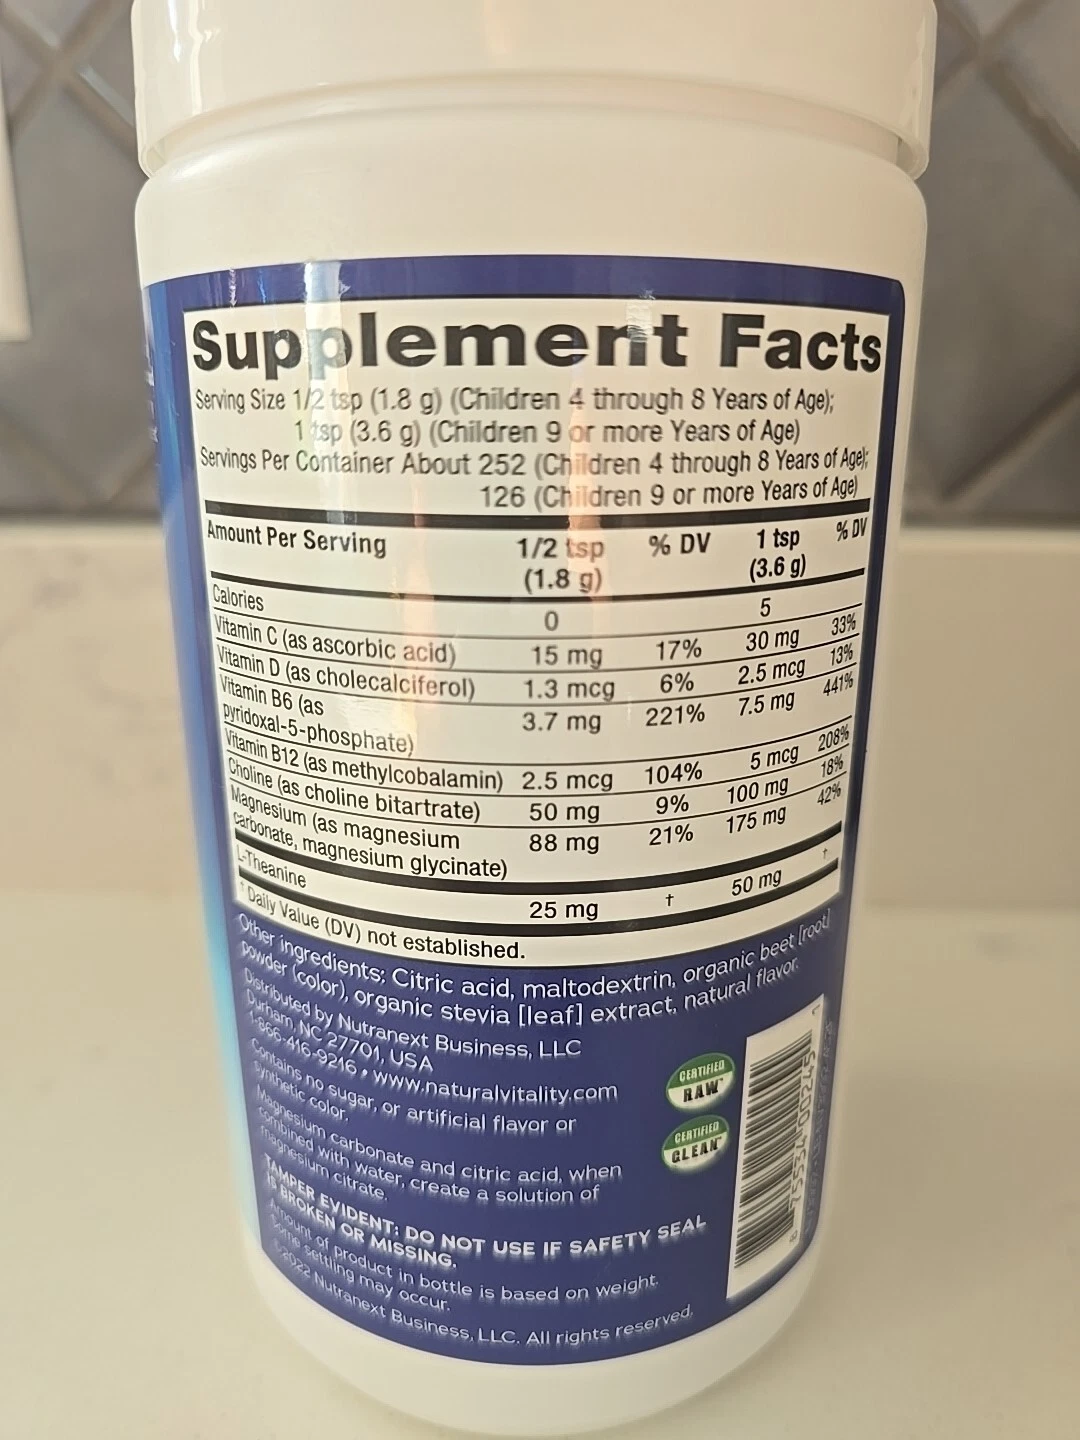 Supplement Facts
Serving Size 1/2 tsp (1.8 g) (Children 4 through 8 Years of Age);
1 tsp (3.6 g) (Children 9 or more Years of Age)
Servings Per Container About 252 (Children 4 through 8 Years of Age);
126 (Children 9 or more Years of Age)
Amount Per Serving 1/2 tsp (1.8 g) % DV 1 tsp (3.6 g) % DV
Calories 0 5
Vitamin C (as ascorbic acid) 15 mg 17% 30 mg 33%
Vitamin D (as cholecalciferol) 1.3 mcg 6% 2.5 mcg 13%
Vitamin B6 (as
pyridoxal-5-phosphate) 3.7 mg 221% 7.5 mg 441%
Vitamin B12 (as methylcobalamin) 2.5 mcg 104% 5 mcg 208%
Choline (as choline bitartrate) 50 mg 9% 100 mg 18%
Magnesium (as magnesium
carbonate, magnesium glycinate) 88 mg 21% 175 mg 42%
L-Theanine 25 mg † 50 mg †
† Daily Value (DV) not established.
Other ingredients: Citric acid, maltodextrin, organic beet [root]
powder (color), organic stevia [leaf] extract, natural flavor.
Distributed by Nutranext Business, LLC
Durham, NC 27701, USA
1-866-416-9216 • www.naturalvitality.com
Contains no sugar, or artificial flavor or
synthetic color.
Magnesium carbonate and citric acid, when
combined with water, create a solution of
magnesium citrate.
TAMPER EVIDENT: DO NOT USE IF SAFETY SEAL
IS BROKEN OR MISSING.
Amount of product in bottle is based on weight.
Some settling may occur.
©2022 Nutranext Business, LLC. All rights reserved.
CERTIFIED
RAW™
CERTIFIED
CLEAN™